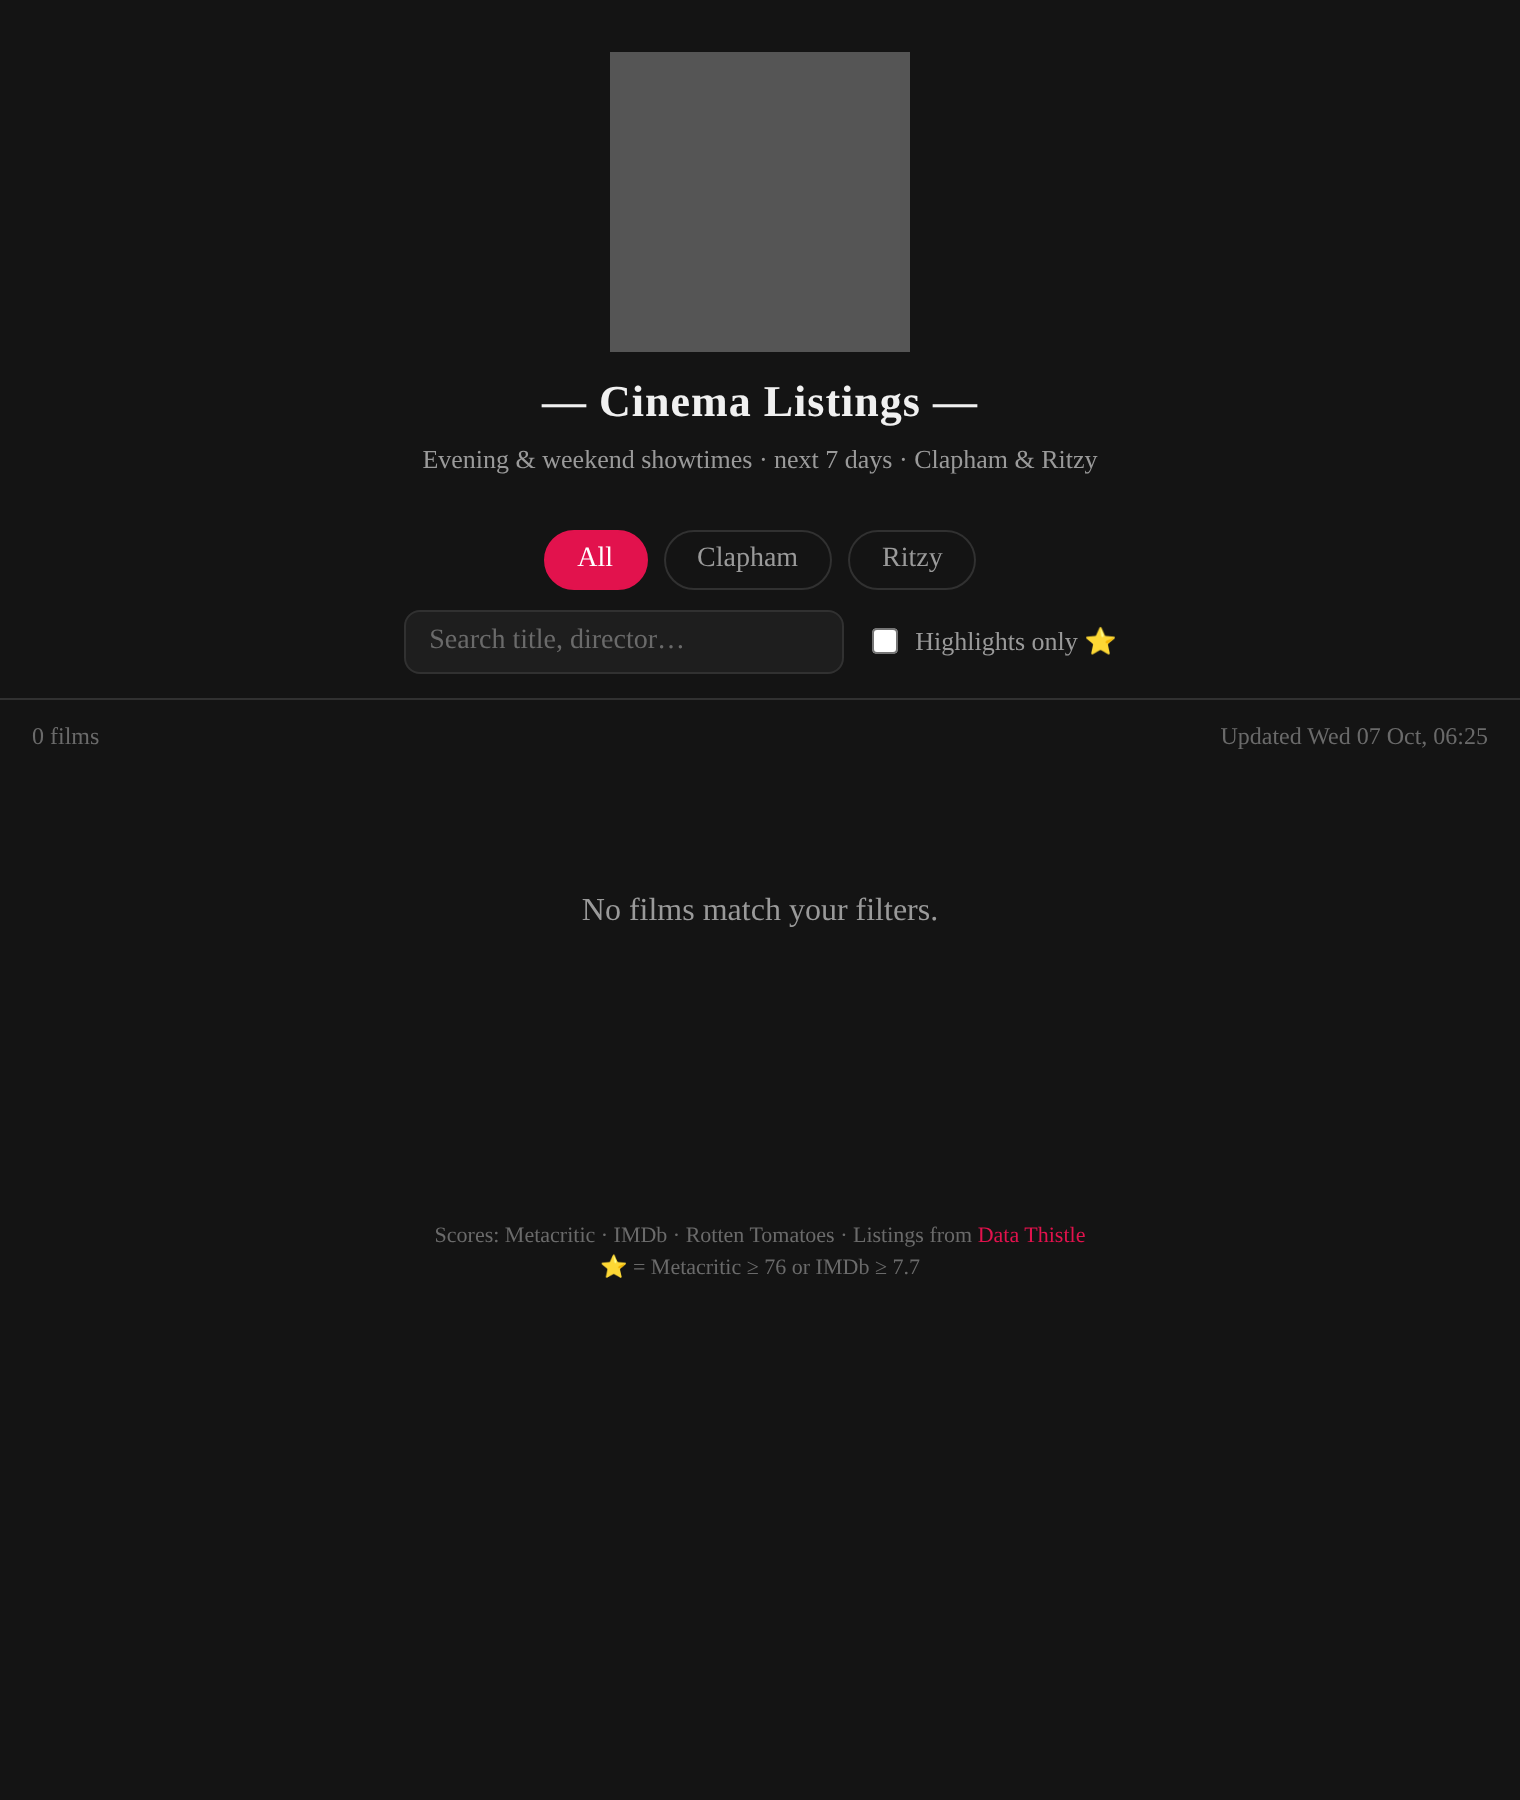 — Cinema Listings —
Evening & weekend showtimes · next 7 days · Clapham & Ritzy
All Clapham Ritzy
Search title, director… Highlights only ⭐
0 films Updated Wed 07 Oct, 06:25
No films match your filters.
Scores: Metacritic · IMDb · Rotten Tomatoes · Listings from Data Thistle
⭐ = Metacritic ≥ 76 or IMDb ≥ 7.7